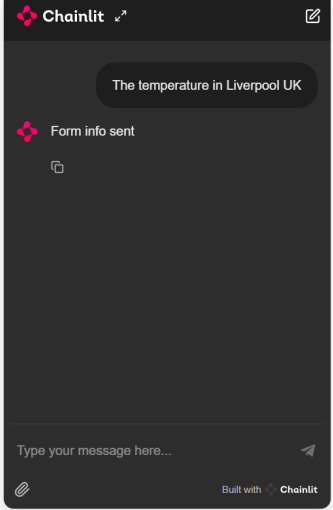 Chainlit
The temperature in Liverpool UK
Form info sent
Type your message here...
Built with Chainlit